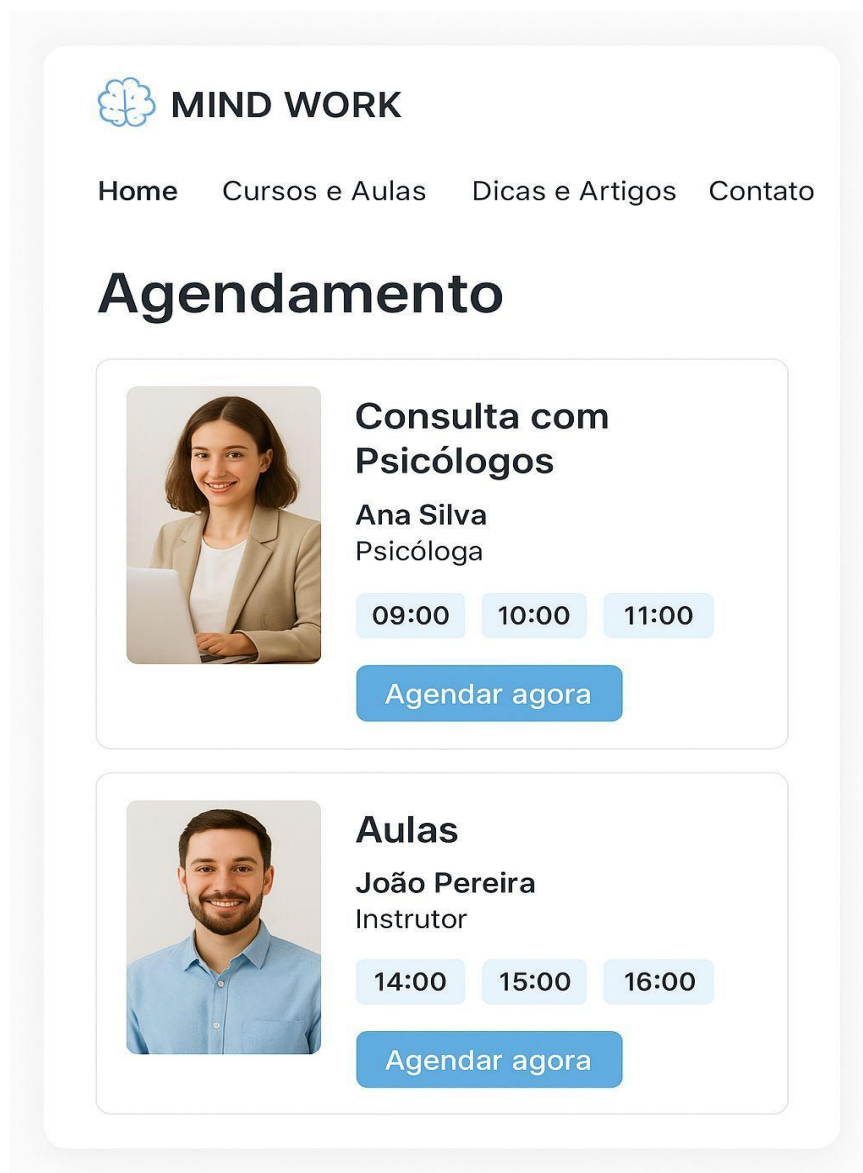 MIND WORK
Home Cursos e Aulas Dicas e Artigos Contato
Agendamento
Consulta com
Psicólogos
Ana Silva
Psicóloga
09:00 10:00 11:00
Agendar agora
Aulas
João Pereira
Instrutor
14:00 15:00 16:00
Agendar agora